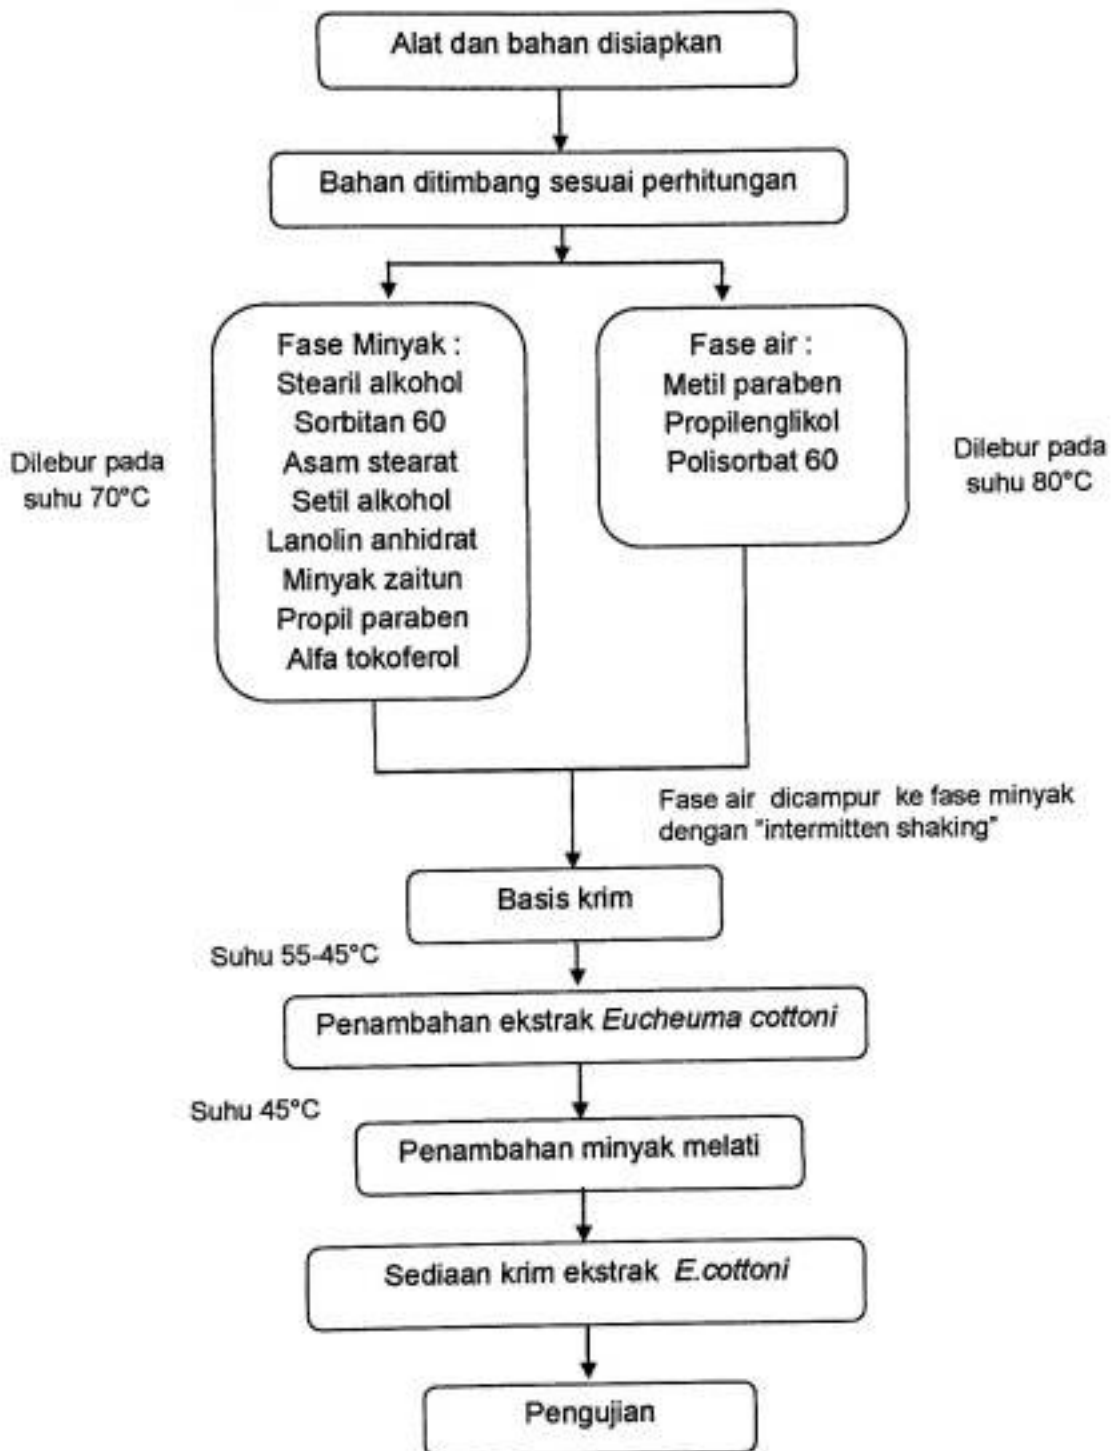 Alat dan bahan disiapkan
Bahan ditimbang sesuai perhitungan
Fase Minyak :
Stearil alkohol
Sorbitan 60
Asam stearat
Setil alkohol
Lanolin anhidrat
Minyak zaitun
Propil paraben
Alfa tokoferol
Dilebur pada
suhu 70°C
Fase air :
Metil paraben
Propilenglikol
Polisorbat 60
Dilebur pada
suhu 80°C
Fase air dicampur ke fase minyak
dengan "intermitten shaking"
Basis krim
Suhu 55-45°C
Penambahan ekstrak Eucheuma cottoni
Suhu 45°C
Penambahan minyak melati
Sediaan krim ekstrak E.cottoni
Pengujian